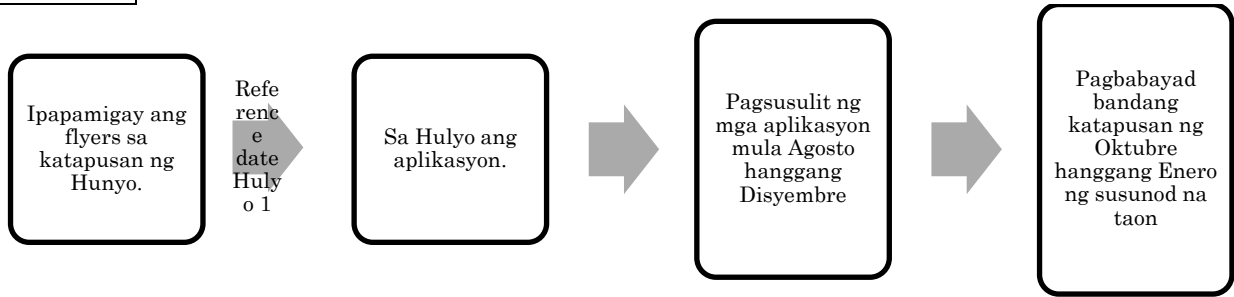 Ipapamigay ang
flyers sa
katapusan ng
Hunyo.
Refe
renc
e
date
Huly
o 1
Sa Hulyo ang
aplikasyon.
Pagsusulit ng
mga aplikasyon
mula Agosto
hanggang
Disyembre
Pagbabayad
bandang
katapusan ng
Oktubre
hanggang Enero
ng susunod na
taon